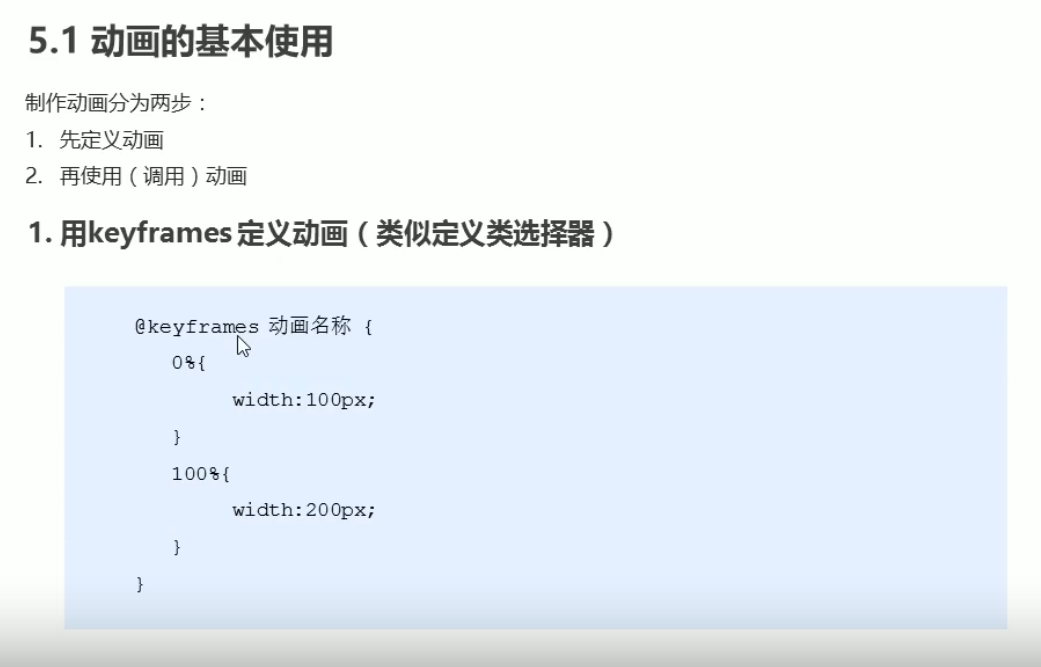 5.1 动画的基本使用
制作动画分为两步：
1. 先定义动画
2. 再使用（调用）动画
1. 用keyframes 定义动画（类似定义类选择器）
@keyframes 动画名称 {
0%{
width:100px;
}
100%{
width:200px;
}
}